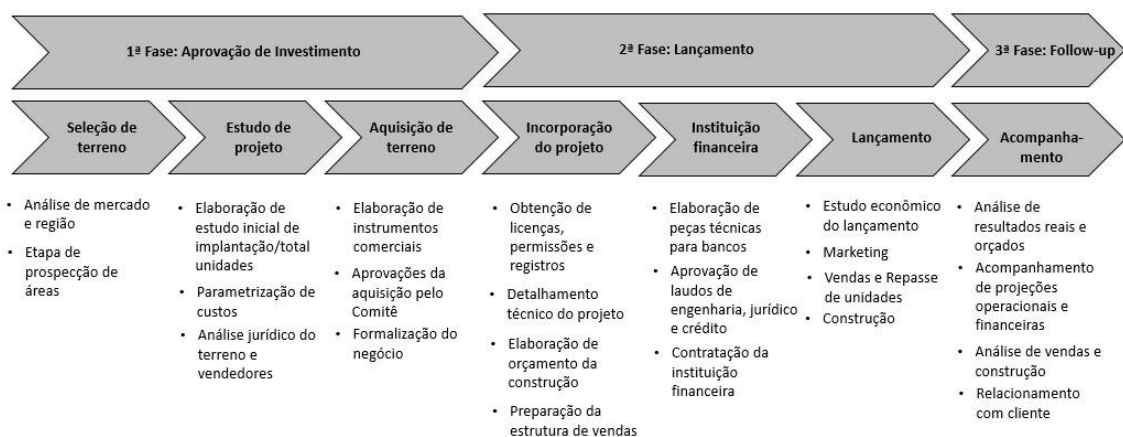 1ª Fase: Aprovação de Investimento
2ª Fase: Lançamento
3ª Fase: Follow-up
Seleção de
terreno
Estudo de
projeto
Aquisição de
terreno
Incorporação
do projeto
Instituição
financeira
Lançamento
Acompanha-
mento
• Análise de mercado
e região
• Etapa de
prospecção de
áreas
• Elaboração de
estudo inicial de
implantação/total
unidades
• Parametrização de
custos
• Análise jurídico do
terreno e
vendedores
• Elaboração de
instrumentos
comerciais
• Aprovações da
aquisição pelo
Comitê
• Formalização do
negócio
• Obtenção de
licenças,
permissões e
registros
• Detalhamento
técnico do projeto
• Elaboração de
orçamento da
construção
• Preparação da
estrutura de vendas
• Elaboração de
peças técnicas
para bancos
• Aprovação de
laudos de
engenharia, jurídico
e crédito
• Contratação da
instituição
financeira
• Estudo econômico
do lançamento
• Marketing
• Vendas e Repasse
de unidades
• Construção
• Análise de
resultados reais e
orçados
• Acompanhamento
de projeções
operacionais e
financeiras
• Análise de vendas e
construção
• Relacionamento
com cliente